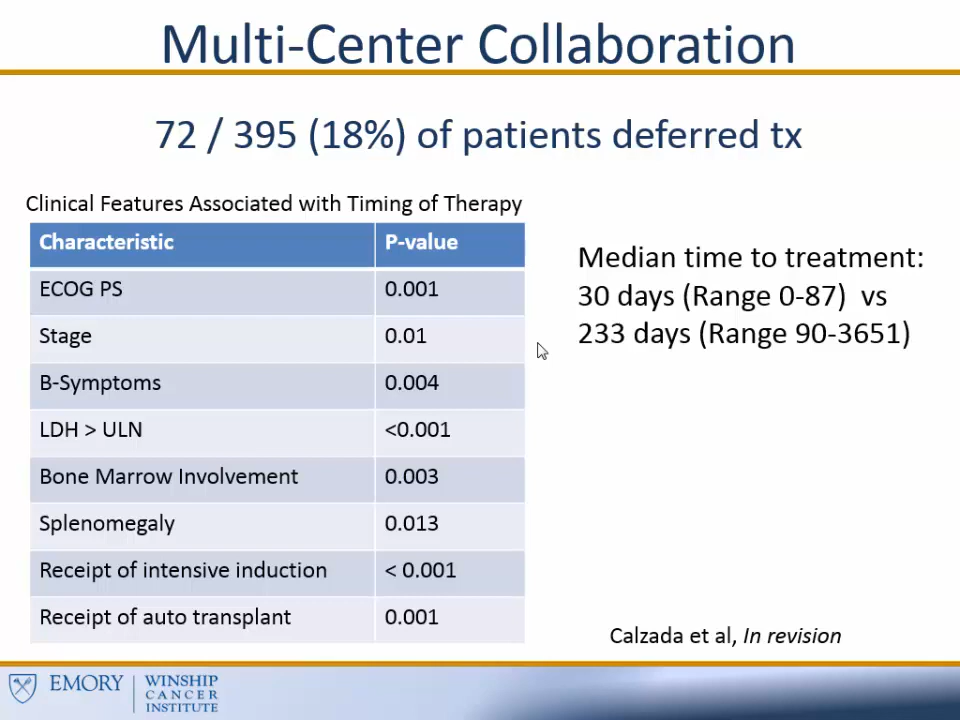 Multi-Center Collaboration
72 / 395 (18%) of patients deferred tx
Clinical Features Associated with Timing of Therapy
Characteristic P-value
ECOG PS 0.001
Stage 0.01
B-Symptoms 0.004
LDH > ULN <0.001
Bone Marrow Involvement 0.003
Splenomegaly 0.013
Receipt of intensive induction < 0.001
Receipt of auto transplant 0.001
Median time to treatment:
30 days (Range 0-87) vs
233 days (Range 90-3651)
Calzada et al, In revision
EMORY
WINSHIP
CANCER
INSTITUTE